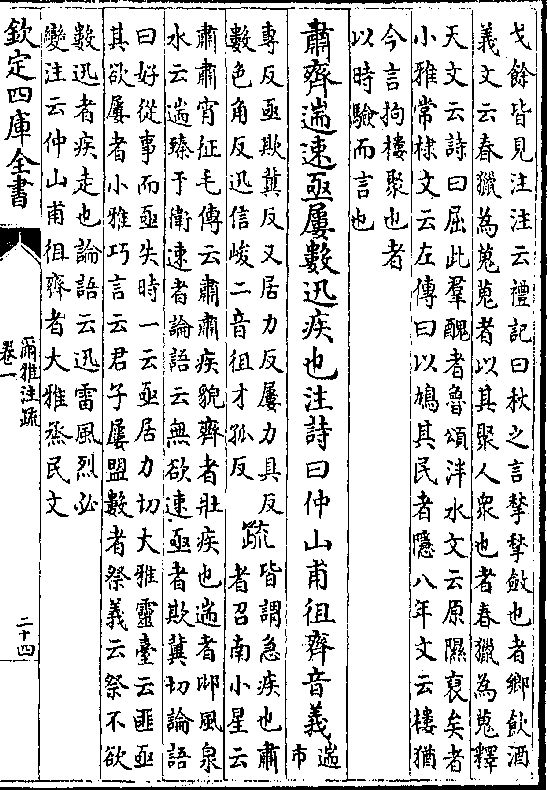 戈餘皆見注注云禮記曰秋之言揫揫斂也者鄉飲酒
義文云春獵為蒐蒐者以其聚人衆也者春獵為蒐釋
天文云詩曰屈此羣醜者魯頌泮水文云原隰裒矣者
小雅常棣文云左傳曰以鳩其民者隱八年文云樓猶
今言拘樓聚也者
以時驗而言也
肅齊遄速亟屢數迅疾也注詩曰仲山甫徂齊音義
遄
市
專反亟欺冀反又居力反屢力具反
數色角反迅信峻二音徂才孤反
疏
皆謂急疾也肅
者召南小星云
肅肅宵征毛傳云肅肅疾貌齊者壯疾也遄者邶風泉
水云遄臻于衛速者論語云無欲速亟者欺冀切論語
曰好從事而亟失時一云亟居力切大雅靈臺云匪亟
其欲屢者小雅巧言云君子屢盟數者祭義云祭不欲
數迅者疾走也論語云迅雷風烈必
變注云仲山甫徂齊者大雅烝民文
欽定四庫全書
爾雅注疏
卷一
二十四